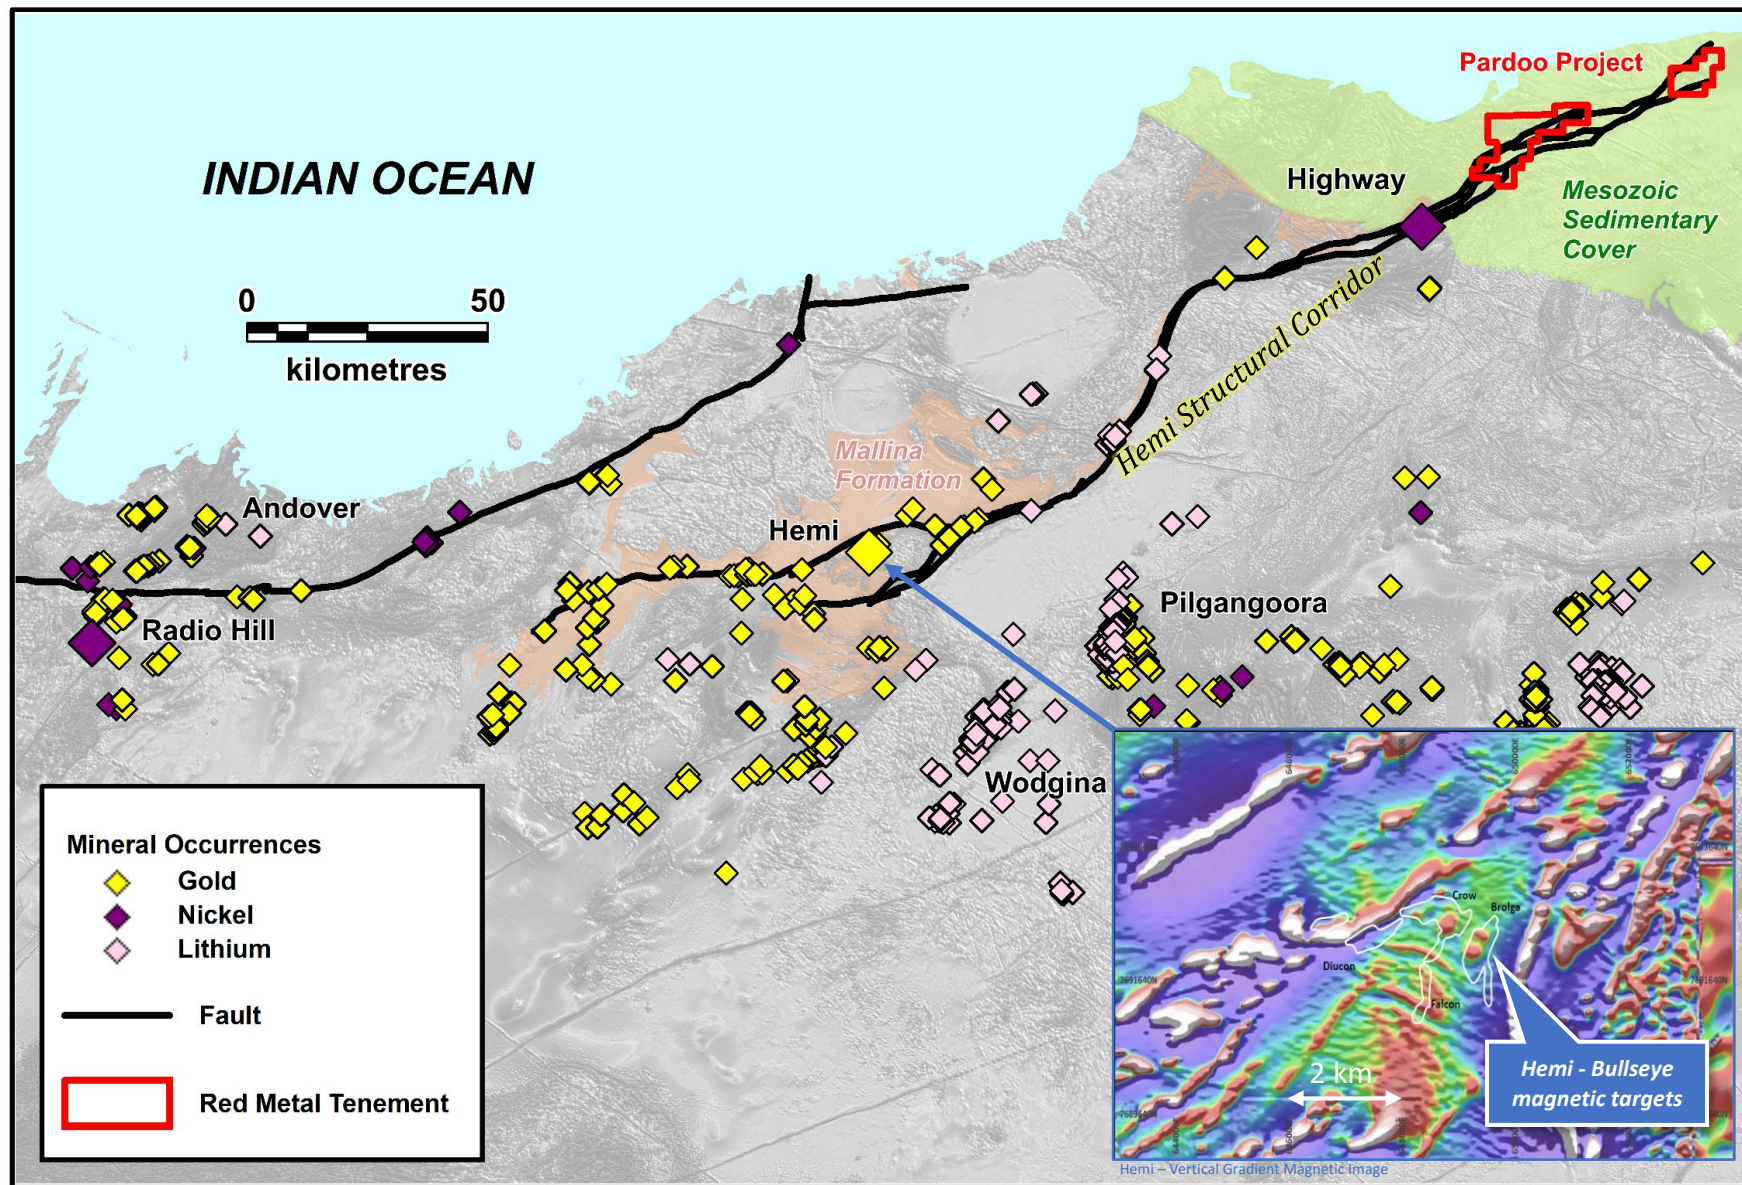 Pardoo Project
INDIAN OCEAN
Highway
Mesozoic
Sedimentary
Cover
0 50
kilometres
Hemi Structural Corridor
Mallina
Formation
Andover
Hemi
Radio Hill
Pilgangoora
Wodgina
Mineral Occurrences
Gold
Nickel
Lithium
Fault
Red Metal Tenement
Crow
Brolga
Diucon
Falcon
7691640N
7689640N
2 km
Hemi - Bullseye
magnetic targets
Hemi – Vertical Gradient Magnetic Image